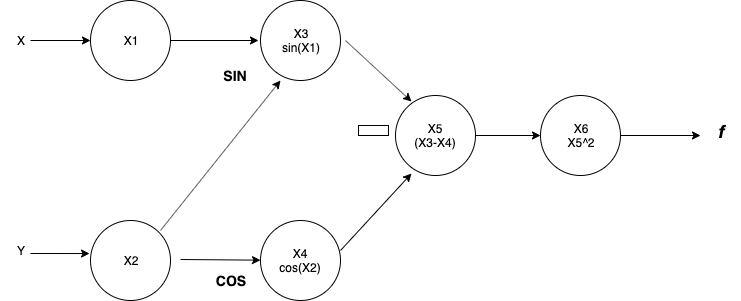 X
X1
X3
sin(X1)
SIN
X5
(X3-X4)
X6
X5^2
f
Y
X2
X4
cos(X2)
COS